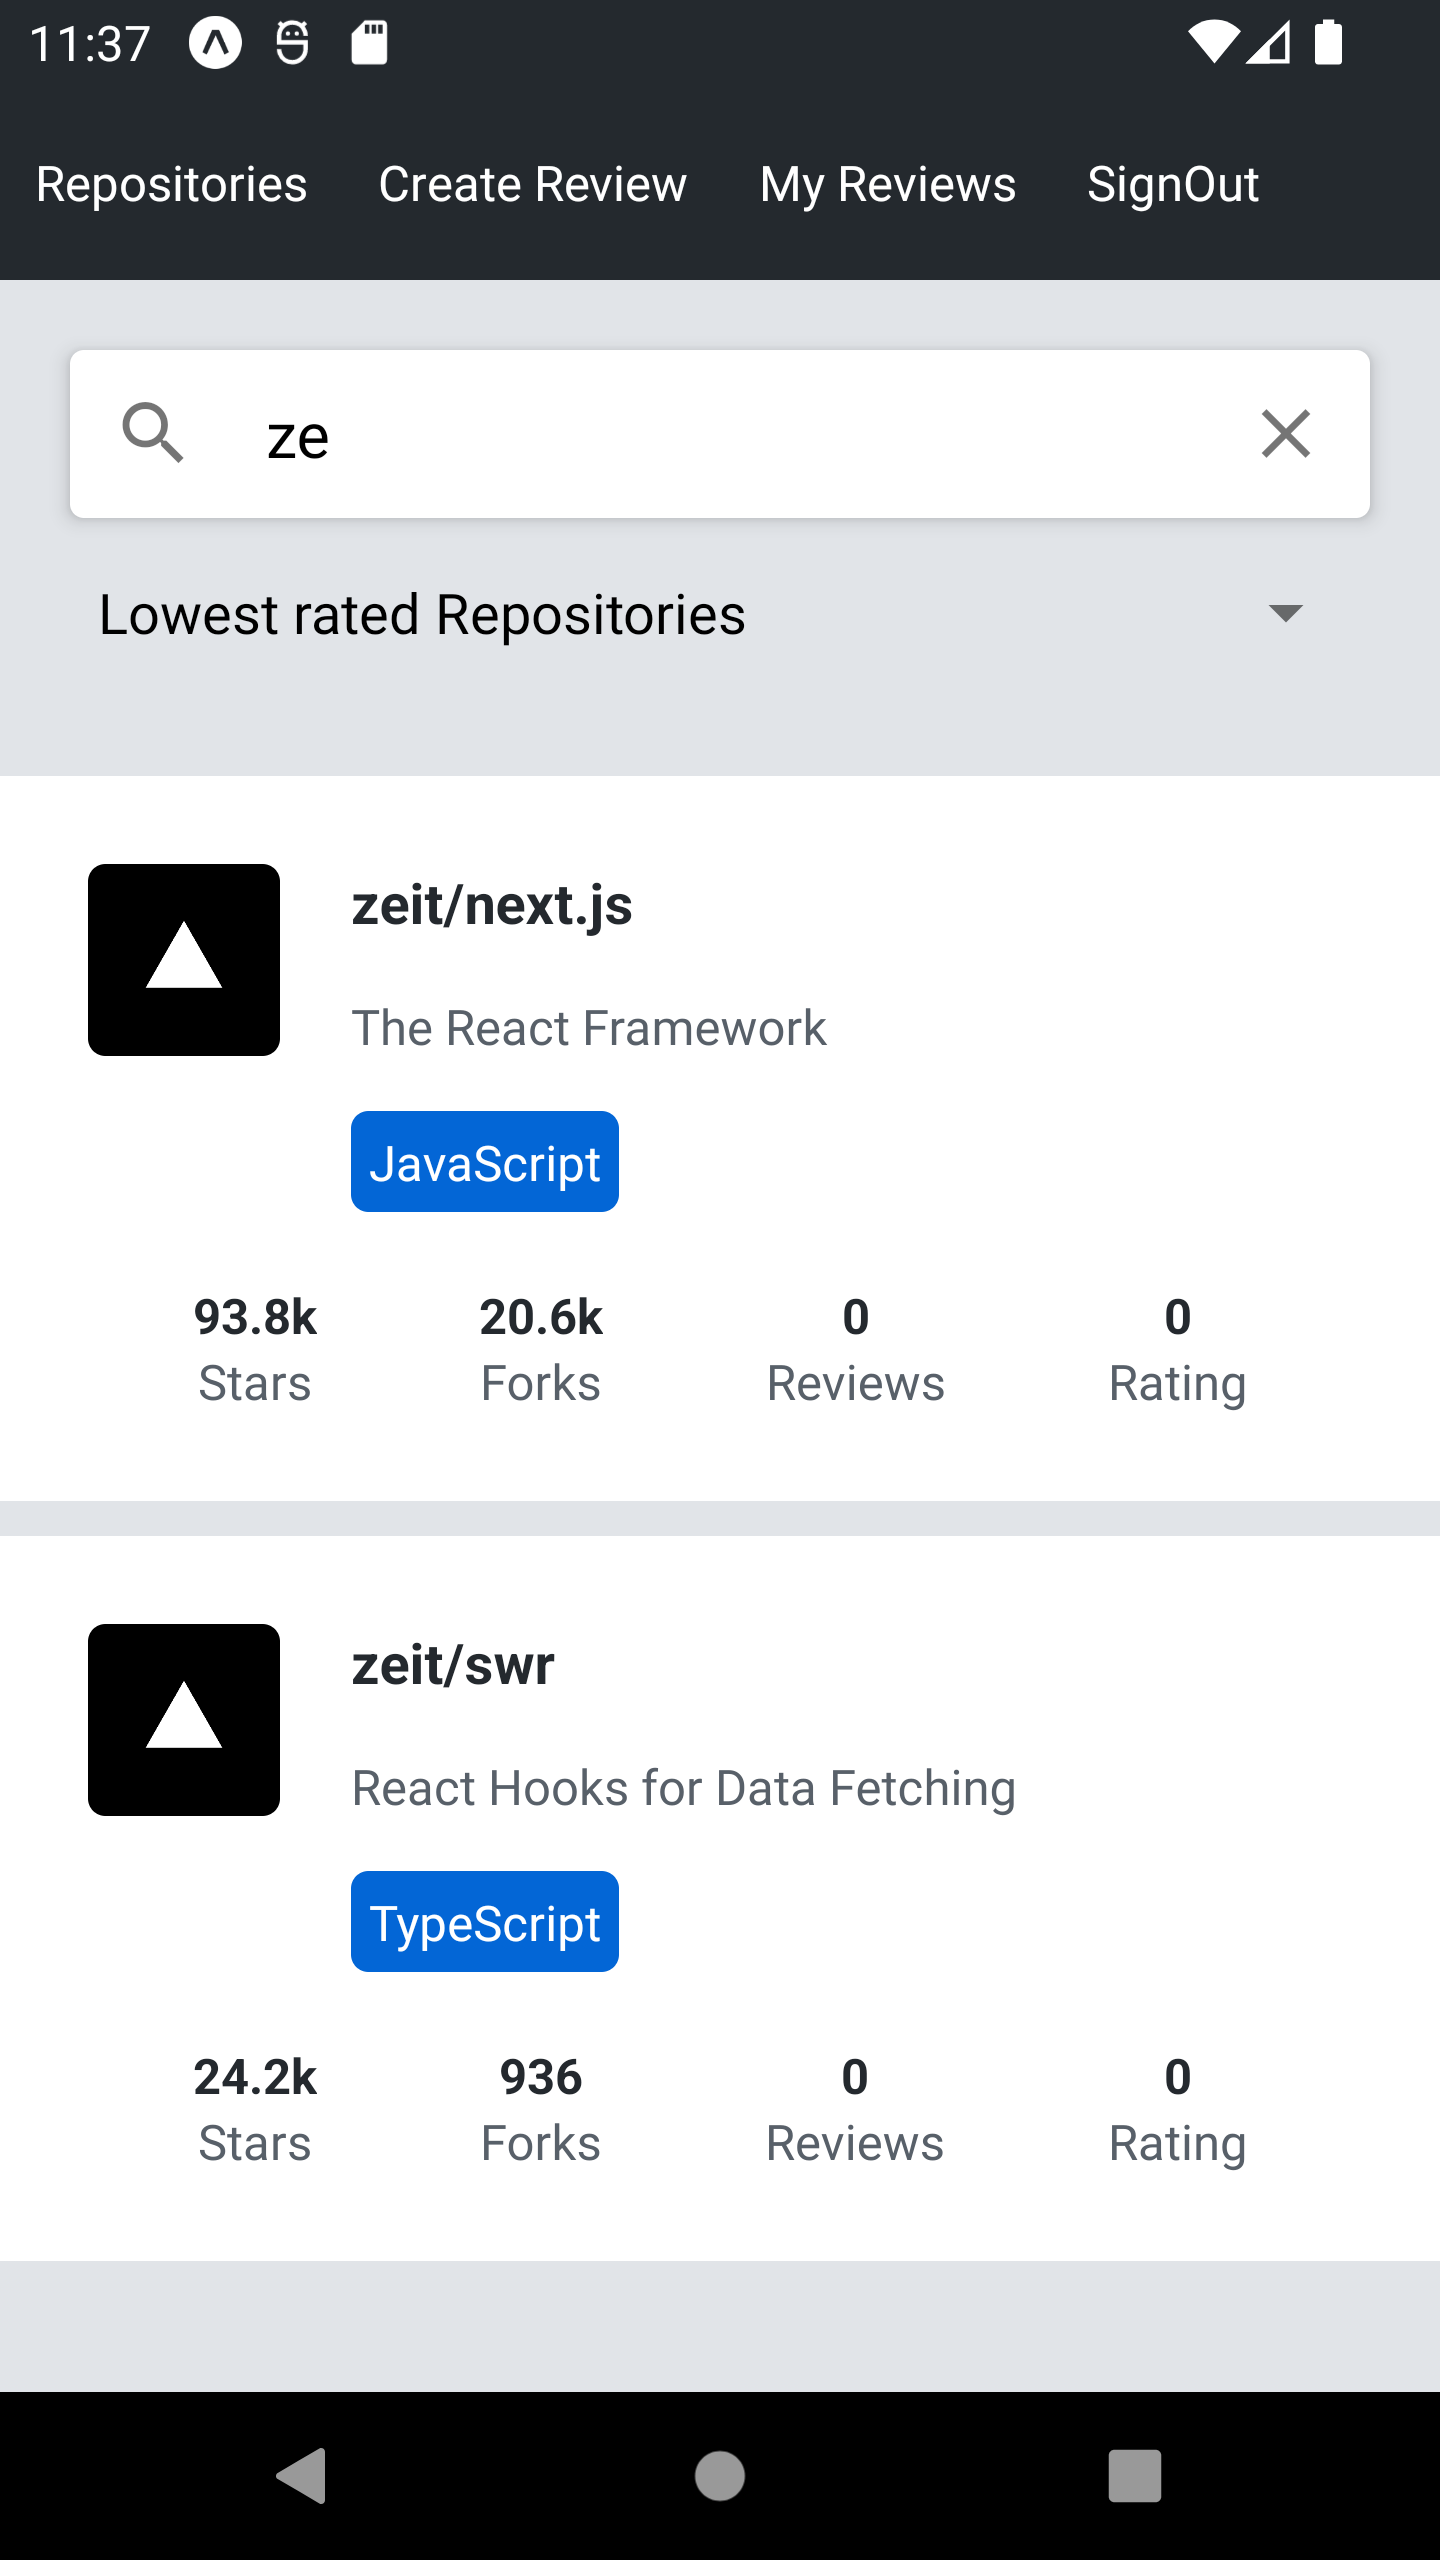 11:37
Repositories Create Review My Reviews SignOut
ze
Lowest rated Repositories
zeit/next.js
The React Framework
JavaScript
93.8k 20.6k 0 0
Stars Forks Reviews Rating
zeit/swr
React Hooks for Data Fetching
TypeScript
24.2k 936 0 0
Stars Forks Reviews Rating